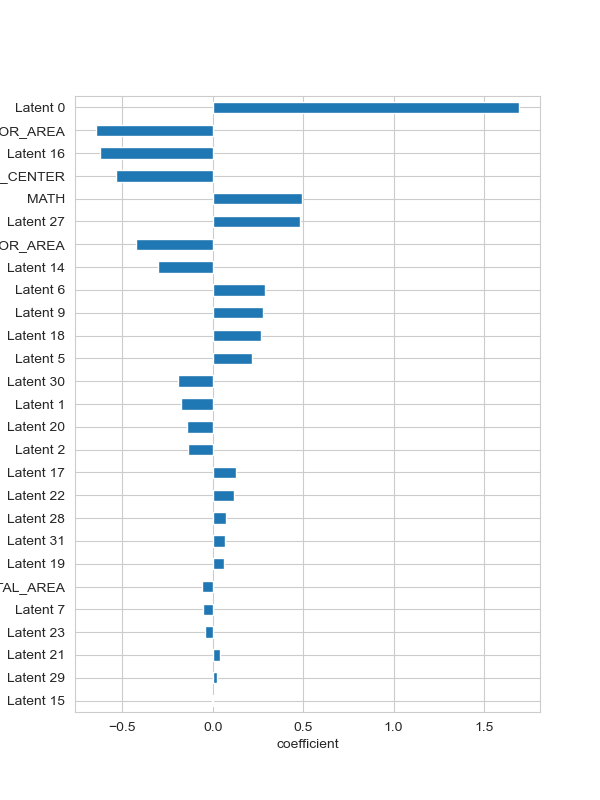 Latent 0
OR_AREA
Latent 16
_CENTER
MATH
Latent 27
OR_AREA
Latent 14
Latent 6
Latent 9
Latent 18
Latent 5
Latent 30
Latent 1
Latent 20
Latent 2
Latent 17
Latent 22
Latent 28
Latent 31
Latent 19
TAL_AREA
Latent 7
Latent 23
Latent 21
Latent 29
Latent 15
−0.5 0.0 0.5 1.0 1.5
coefficient